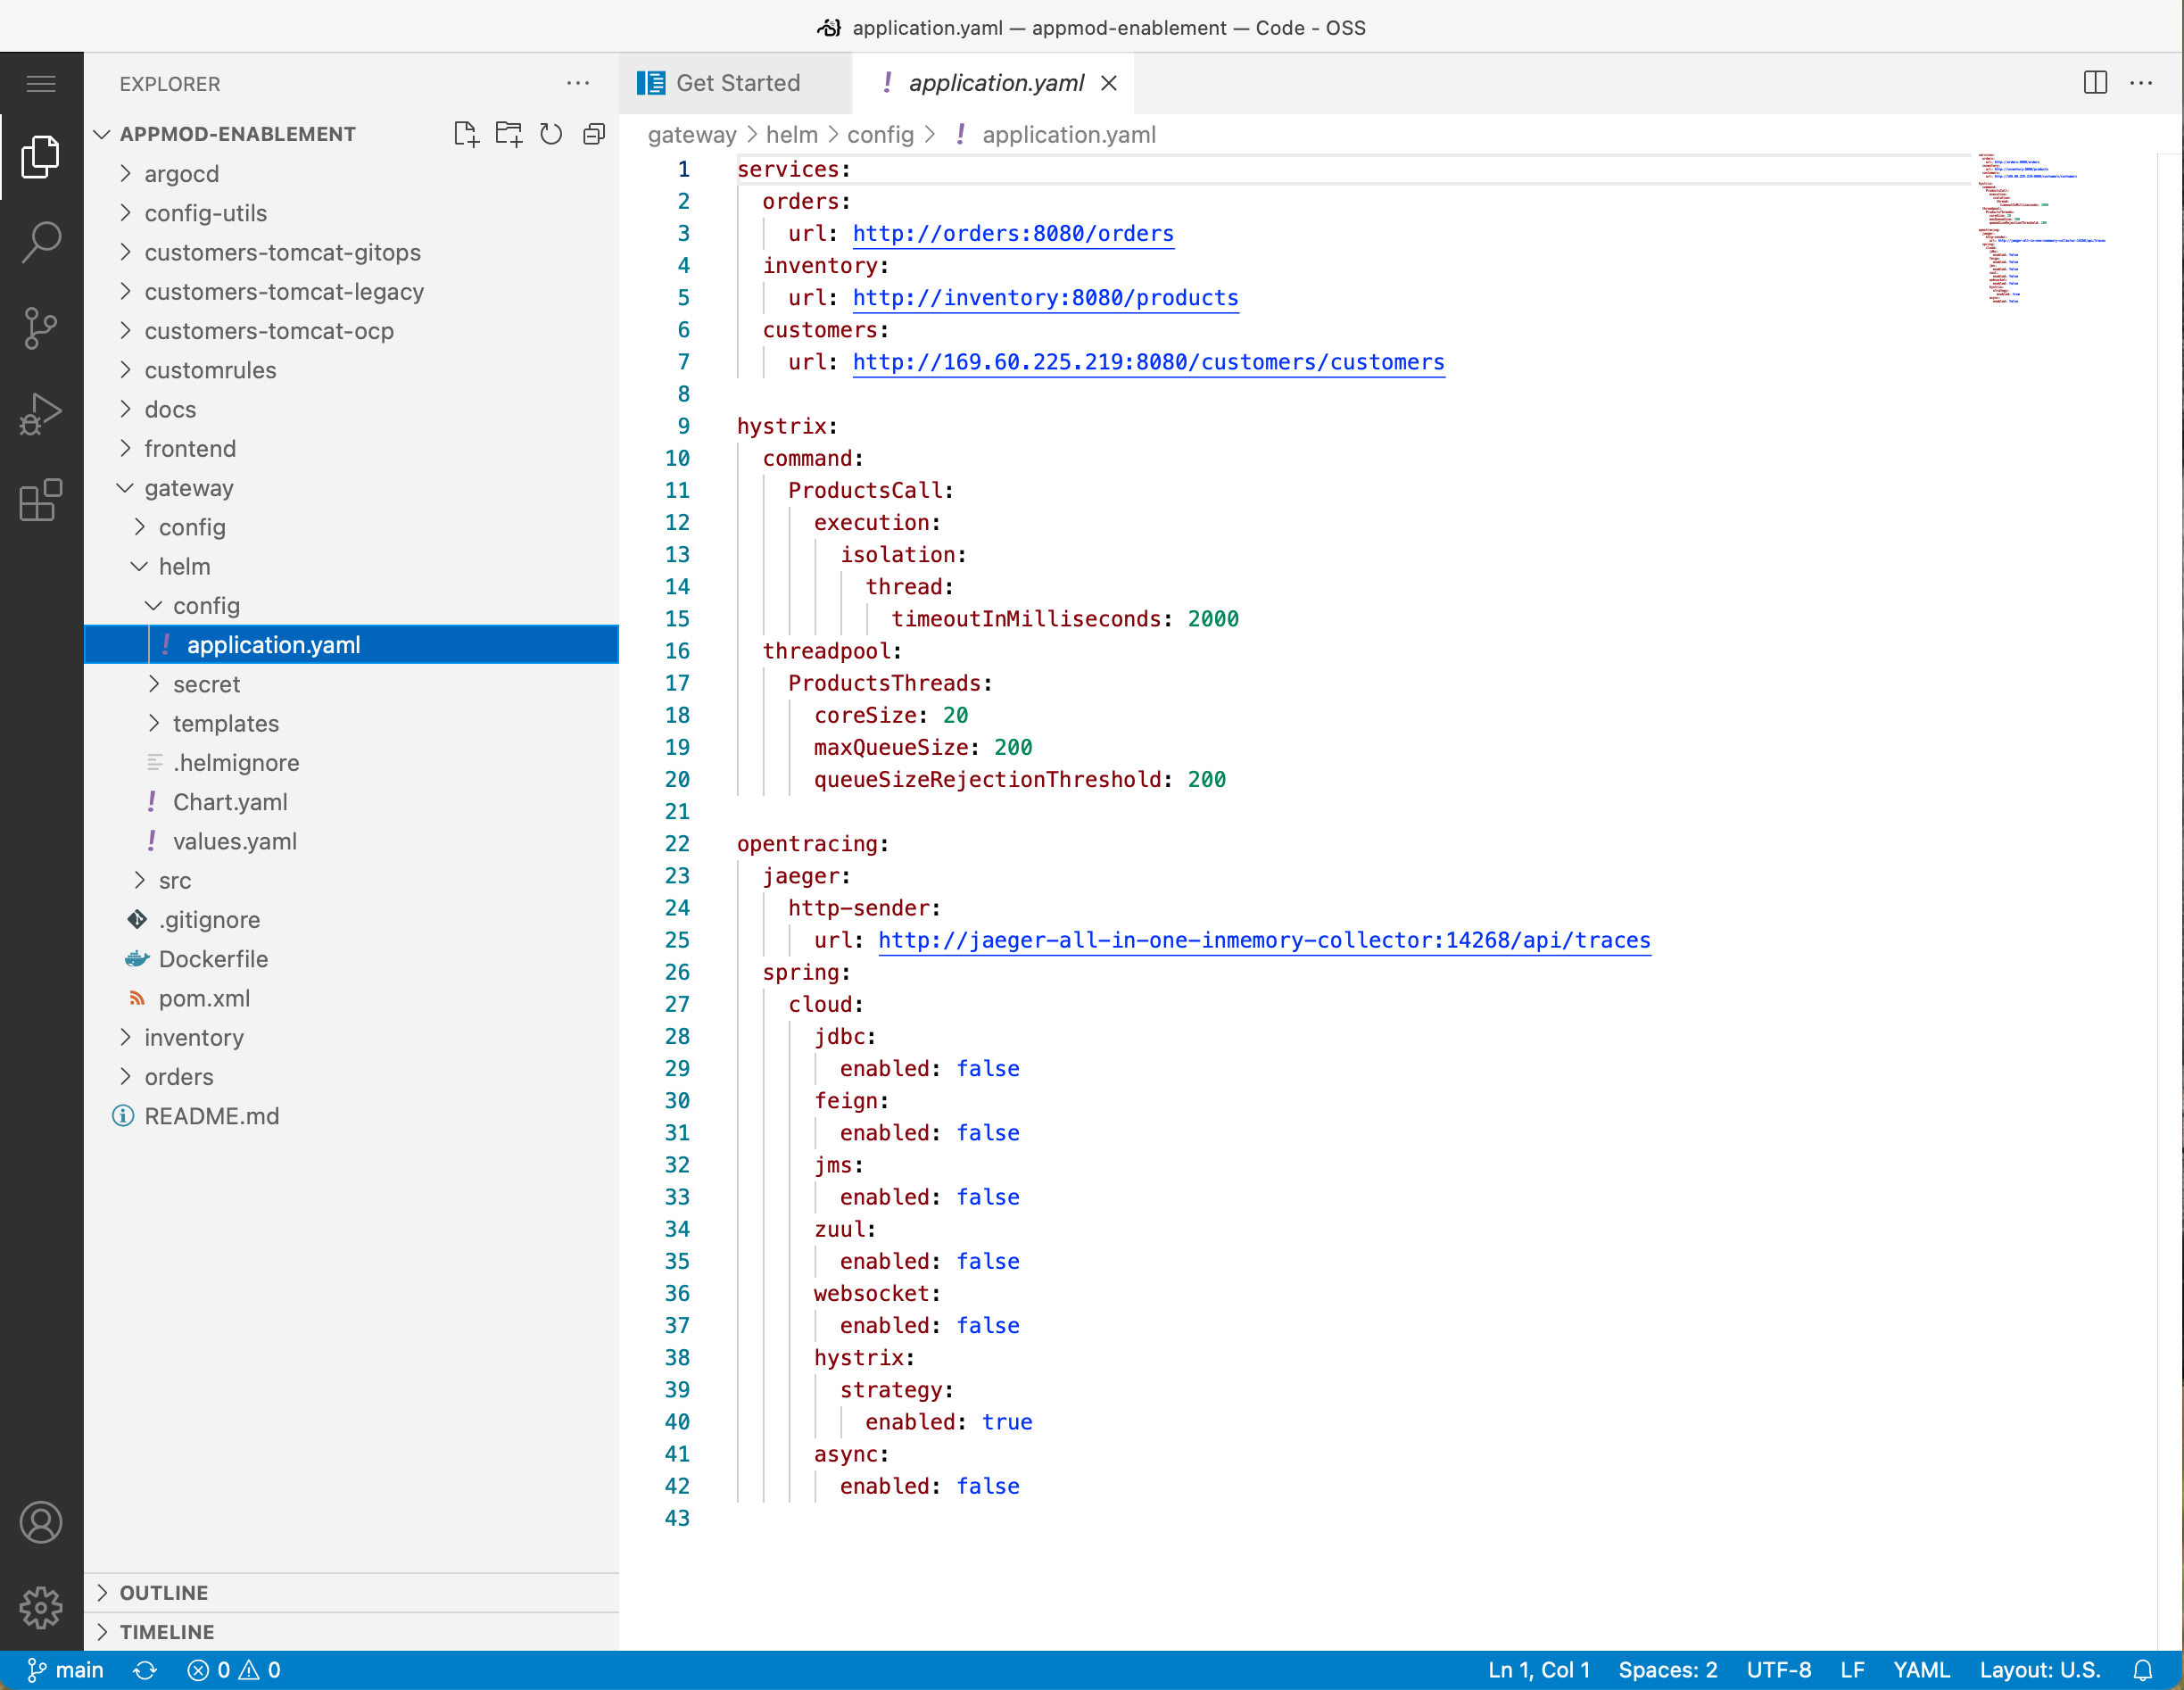 application.yaml — appmod-enablement — Code - OSS
EXPLORER
APPMOD-ENABLEMENT
argocd
config-utils
customers-tomcat-gitops
customers-tomcat-legacy
customers-tomcat-ocp
customrules
docs
frontend
gateway
config
helm
config
! application.yaml
secret
templates
.helmignore
! Chart.yaml
! values.yaml
src
.gitignore
Dockerfile
pom.xml
inventory
orders
README.md
OUTLINE
TIMELINE
Get Started
! application.yaml
gateway > helm > config > ! application.yaml
1 services:
2   orders:
3     url: http://orders:8080/orders
4   inventory:
5     url: http://inventory:8080/products
6   customers:
7     url: http://169.60.225.219:8080/customers/customers
8
9 hystrix:
10   command:
11     ProductsCall:
12       execution:
13         isolation:
14           thread:
15             timeoutInMilliseconds: 2000
16   threadpool:
17     ProductsThreads:
18       coreSize: 20
19       maxQueueSize: 200
20       queueSizeRejectionThreshold: 200
21
22 opentracing:
23   jaeger:
24     http-sender:
25       url: http://jaeger-all-in-one-inmemory-collector:14268/api/traces
26   spring:
27     cloud:
28       jdbc:
29         enabled: false
30       feign:
31         enabled: false
32       jms:
33         enabled: false
34       zuul:
35         enabled: false
36       websocket:
37         enabled: false
38       hystrix:
39         strategy:
40           enabled: true
41       async:
42         enabled: false
43
main 0 0 Ln 1, Col 1 Spaces: 2 UTF-8 LF YAML Layout: U.S.